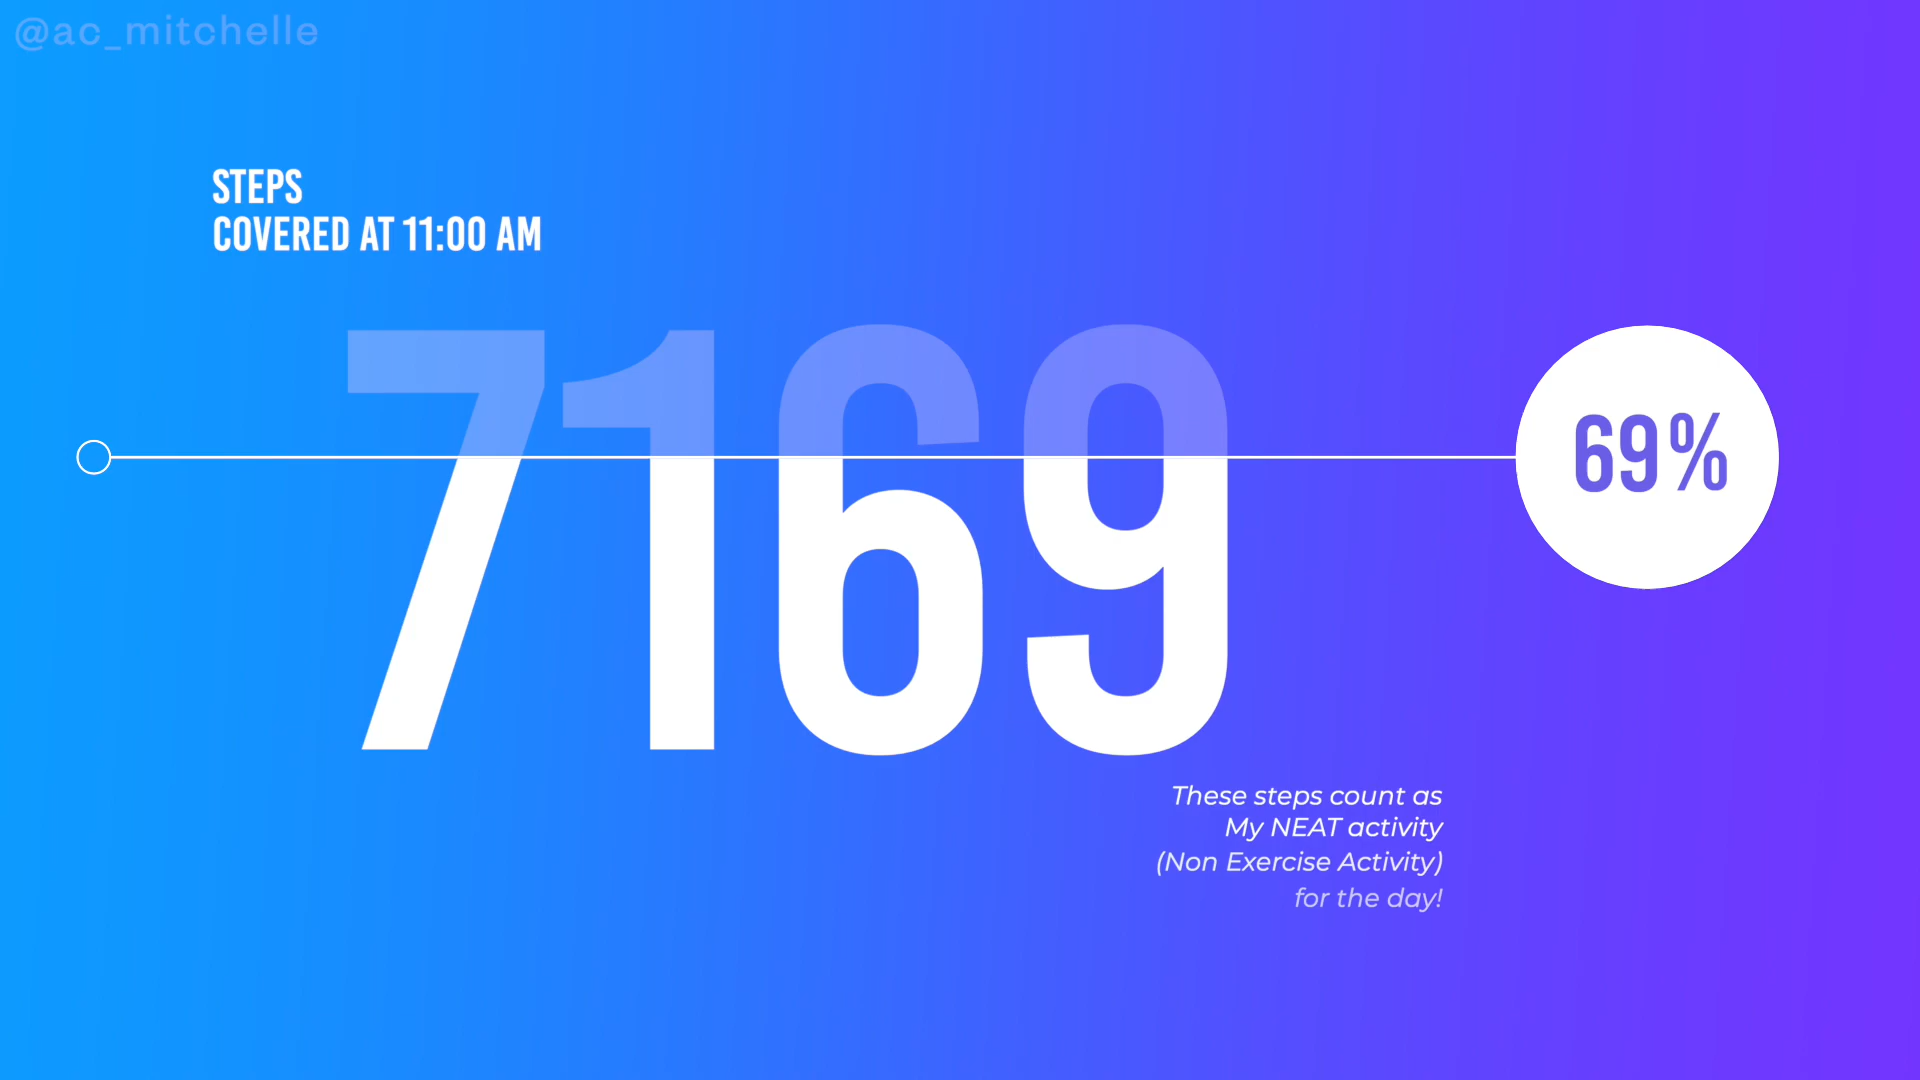 @ac_mitchelle
STEPS
COVERED AT 11:00 AM
7169
69%
These steps count as
My NEAT activity
(Non Exercise Activity)
for the day!